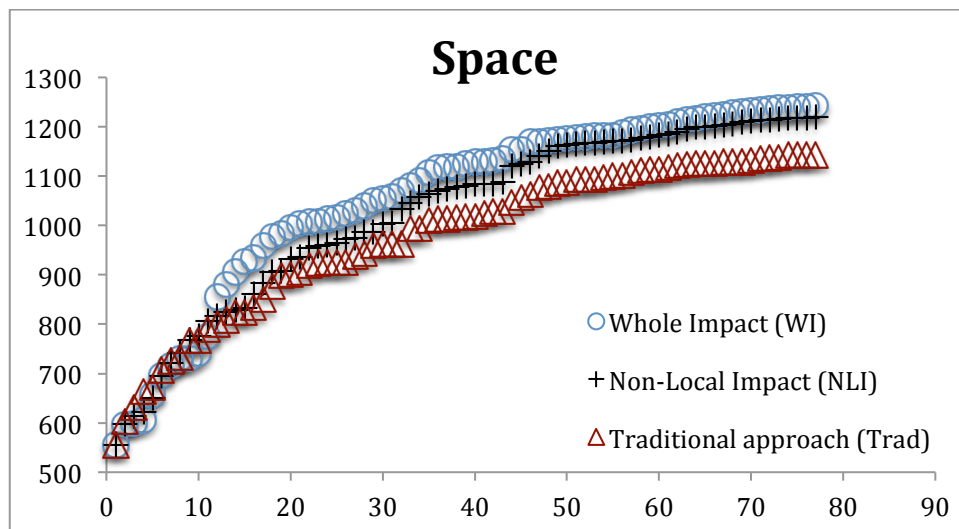 Space
1300
1200
1100
1000
900
800
700
600
500
Whole Impact (WI)
Non-Local Impact (NLI)
Traditional approach (Trad)
0 10 20 30 40 50 60 70 80 90